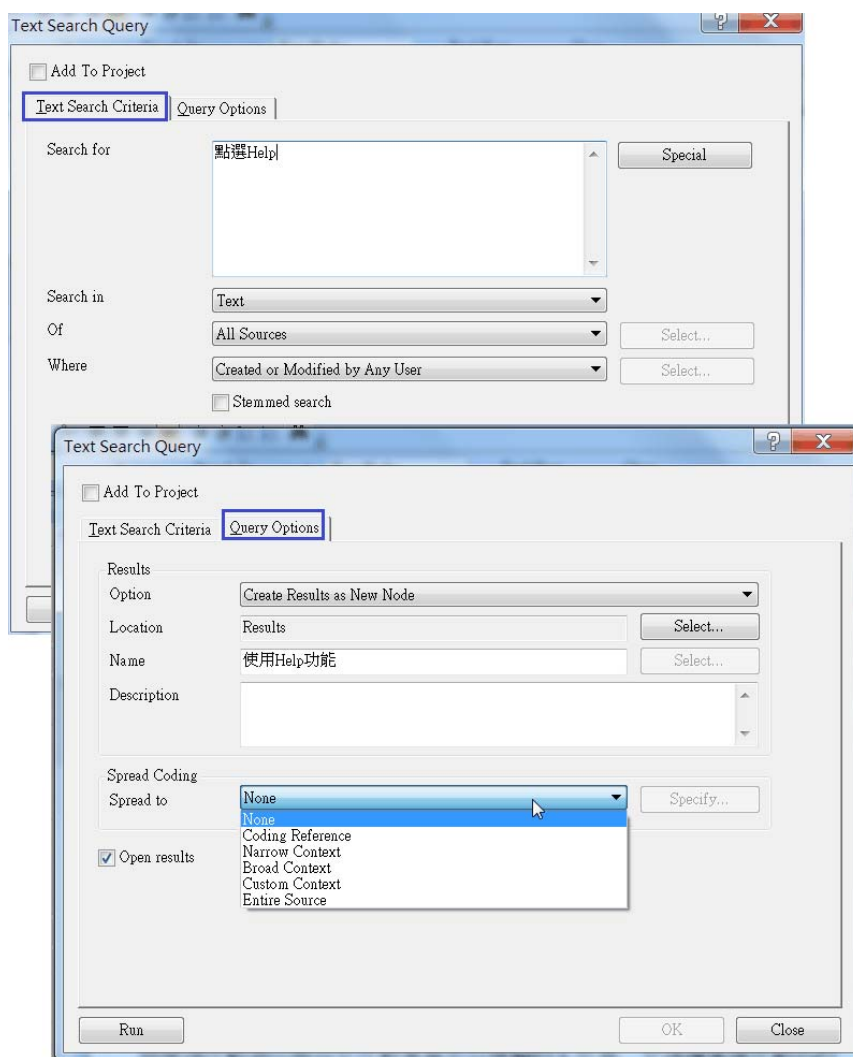 Text Search Query
Add To Project
Text Search Criteria
Query Options
Search for
點選Help
Special
Search in
Text
Of
All Sources
Select...
Where
Created or Modified by Any User
Select...
Stemmed search
Text Search Query
Add To Project
Text Search Criteria
Query Options
Results
Option
Create Results as New Node
Location
Results
Select...
Name
使用Help功能
Select...
Description
Spread Coding
Spread to
None
Specify...
None
Coding Reference
Narrow Context
Broad Context
Custom Context
Entire Source
Open results
Run
OK
Close